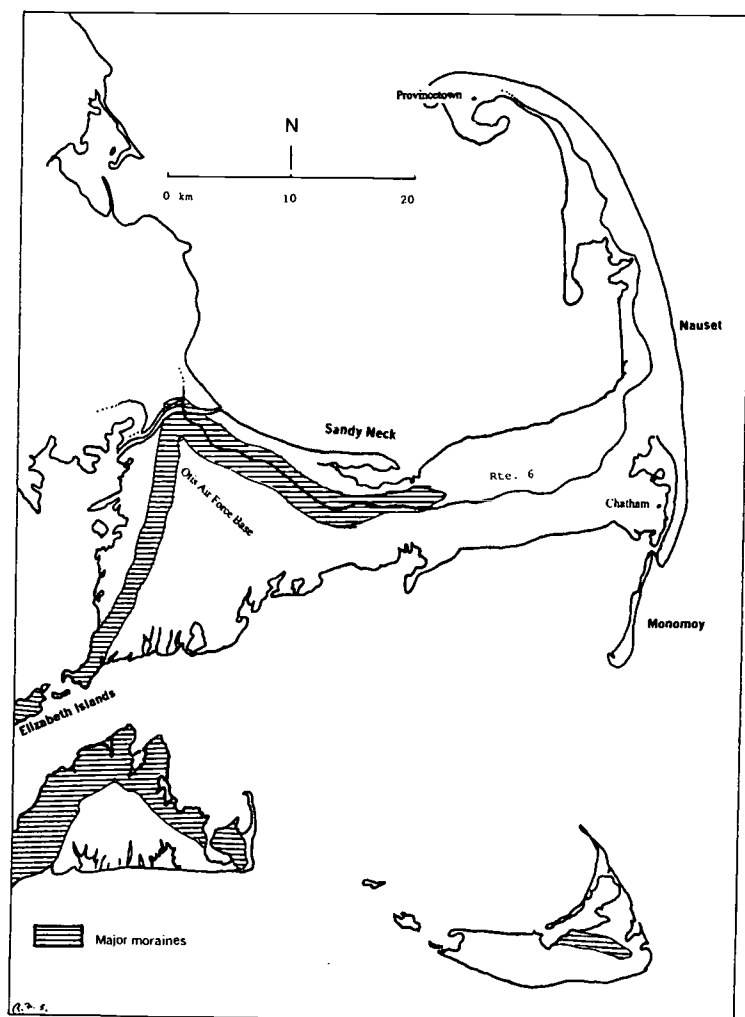 Provincetown
N
0 km 10 20
Nauset
Sandy Neck
Rte. 6
Otis Air Force Base
Chatham
Monomoy
Elizabeth Islands
Major moraines
R.F.S.